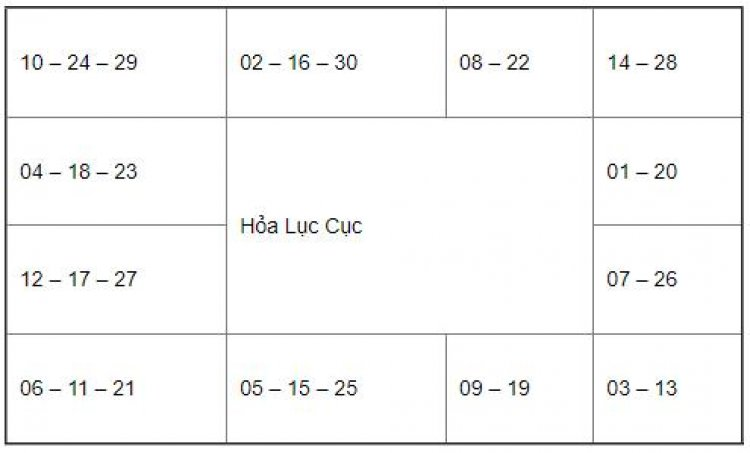 10 – 24 – 29
02 – 16 – 30
08 – 22
14 – 28
04 – 18 – 23
Hỏa Lục Cục
01 – 20
12 – 17 – 27
07 – 26
06 – 11 – 21
05 – 15 – 25
09 – 19
03 – 13